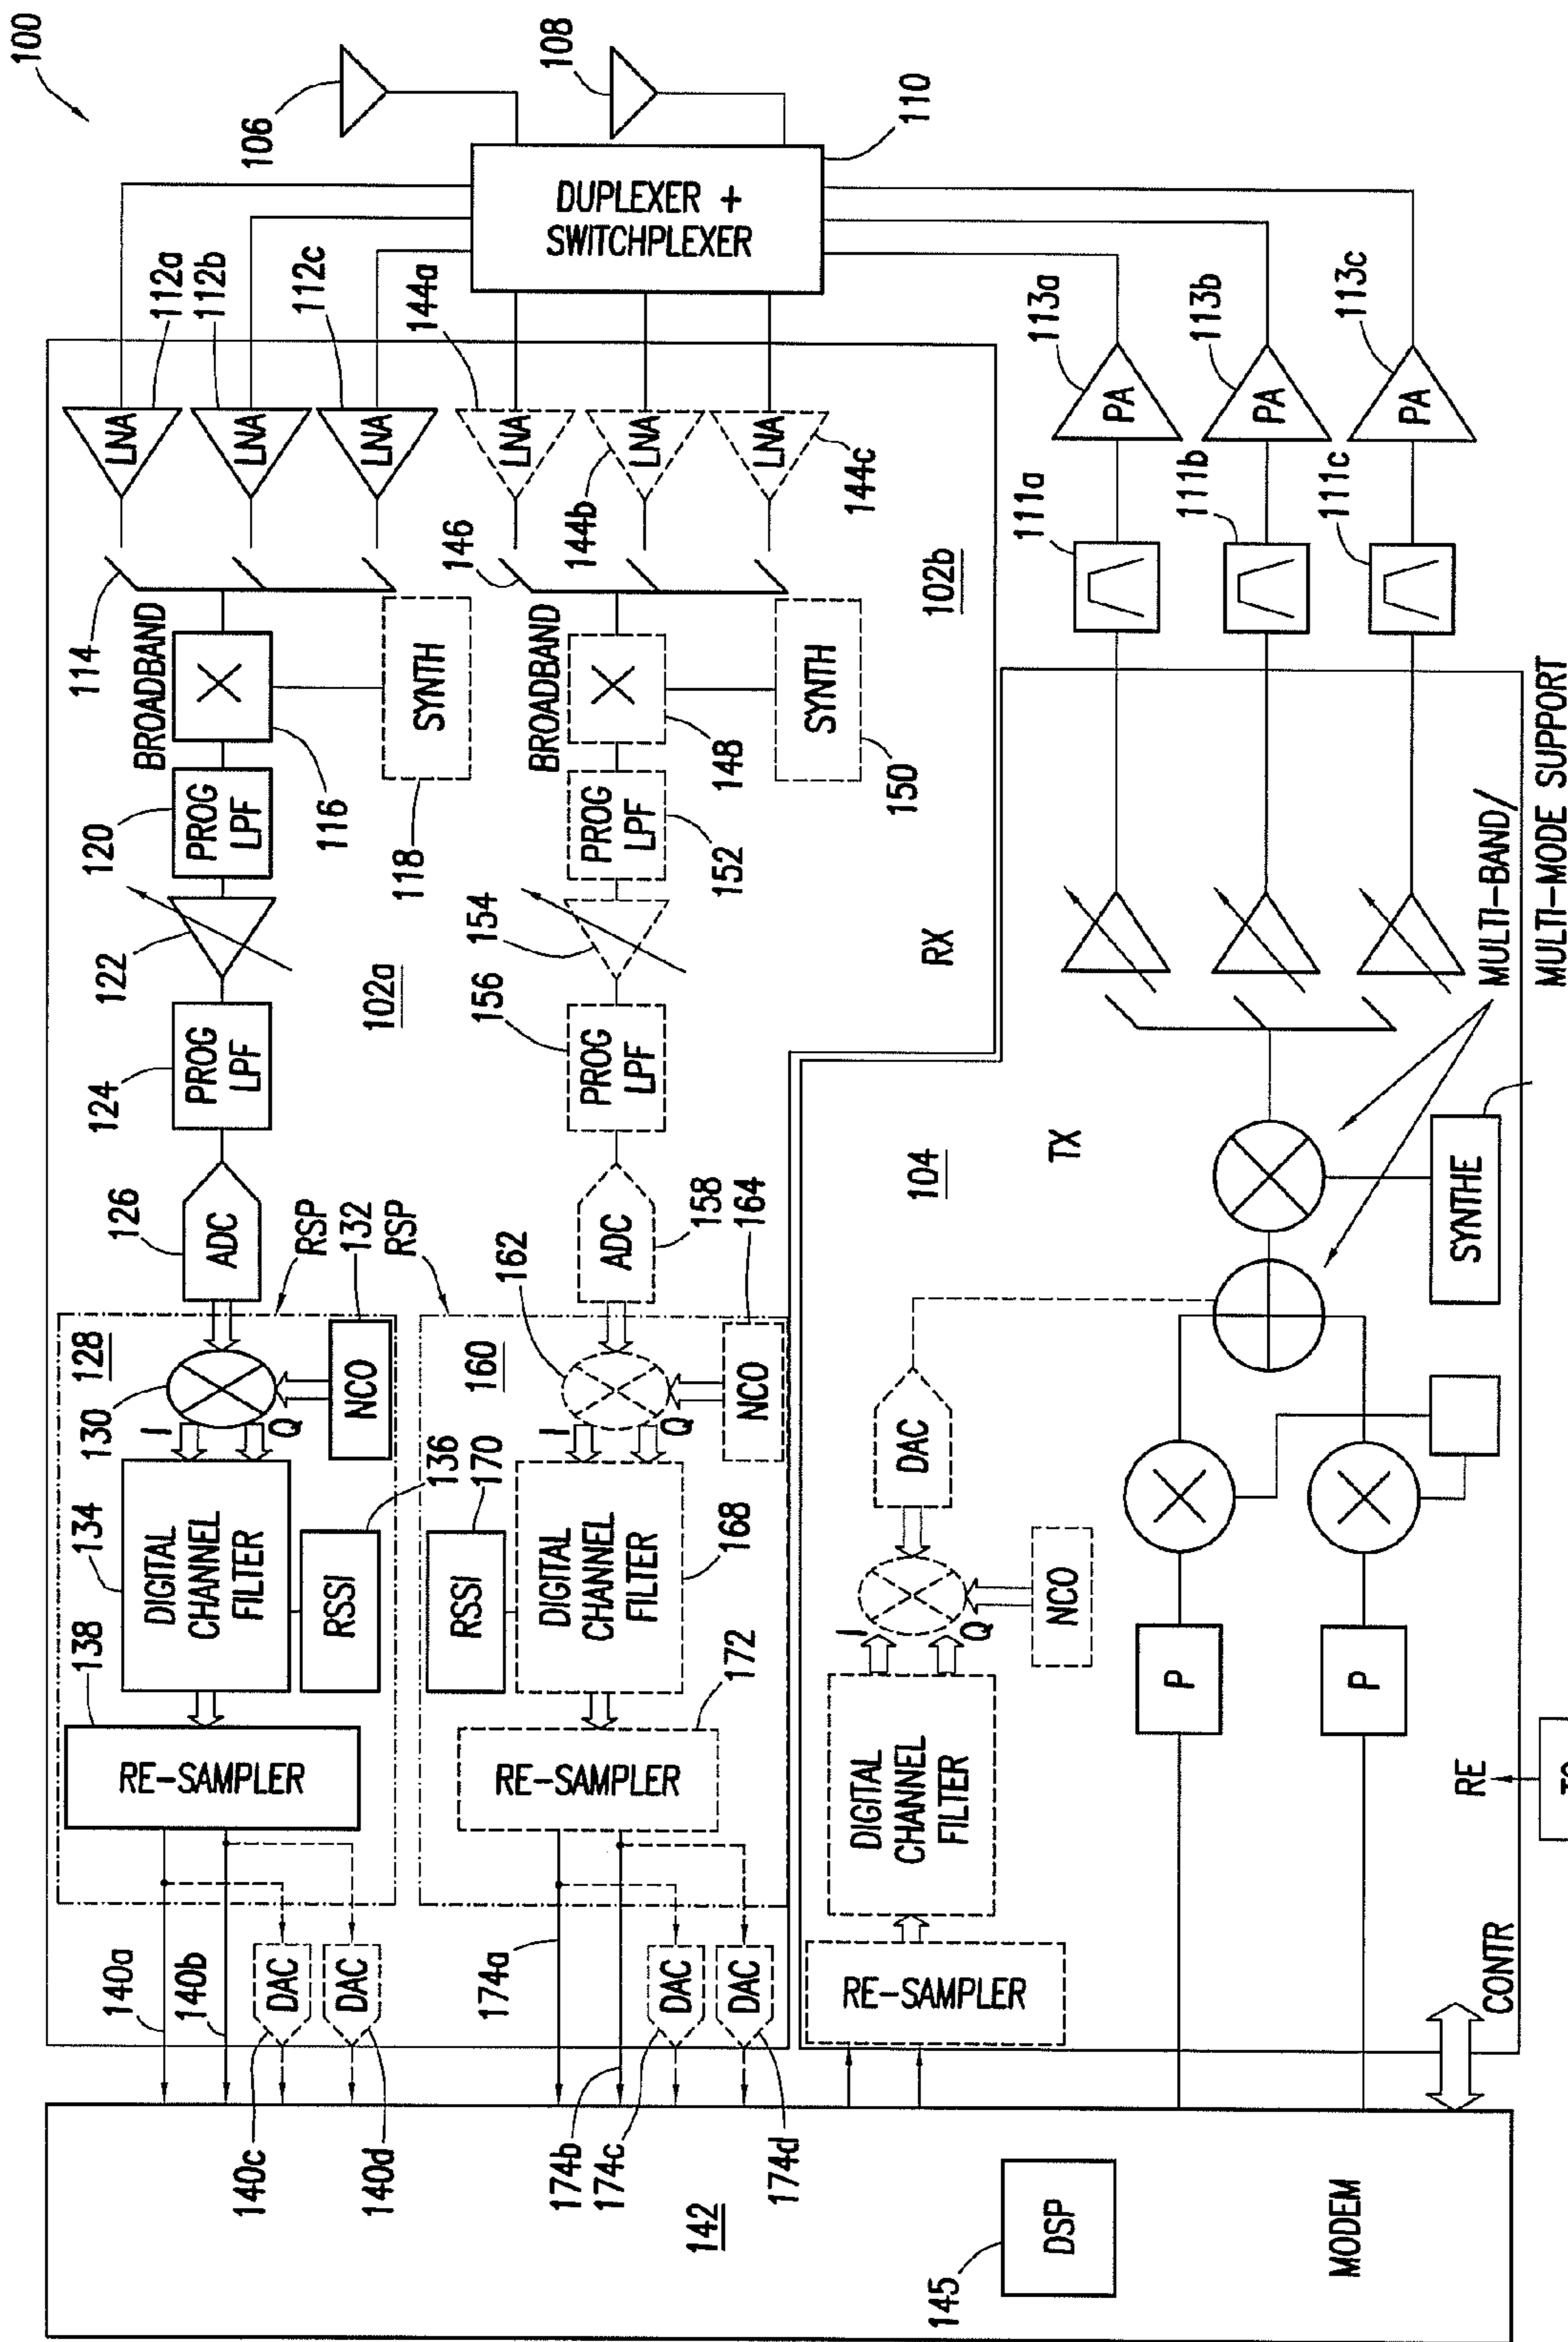 100
106
108
DUPLEXER +
SWITCHPLEXER
110
112a
112b
112c
144a
LNA
LNA
LNA
LNA
LNA
LNA
144b
144c
114
146
BROADBAND
116
SYNTH
118
BROADBAND
148
SYNTH
150
102b
PROG
LPF
120
PROG
LPF
152
122
154
102a
RX
PROG
LPF
124
PROG
LPF
156
ADC
126
ADC
158
RSP
RSP
128
130
NCO
132
I
Q
160
162
NCO
164
I
Q
DIGITAL
CHANNEL
FILTER
134
RSSI
136
RSSI
170
DIGITAL
CHANNEL
FILTER
168
RE-SAMPLER
138
RE-SAMPLER
172
140a
140b
DAC
DAC
140c
140d
174a
174b
DAC
DAC
174c
174d
142
DSP
145
MODEM
104
TX
RE-SAMPLER
DIGITAL
CHANNEL
FILTER
I
Q
NCO
DAC
P
P
SYNTHE
MULTI-BAND/
MULTI-MODE SUPPORT
111a
111b
111c
PA
PA
PA
113a
113b
113c
CONTR
RE